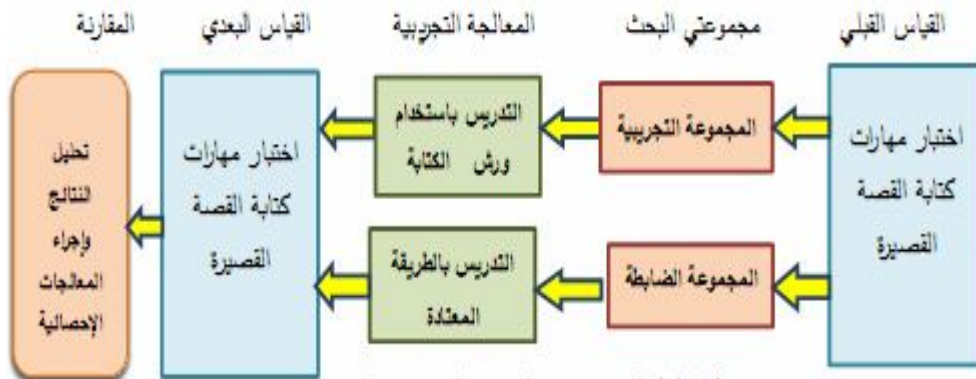 القياس القبلي
مجموعتي البحث
المعالجة التجريبية
القياس البعدي
المقارنة
اختبار مهارات
كتابة القصة
القصيرة
المجموعة التجريبية
المجموعة الضابطة
التدريس باستخدام
ورش الكتابة
التدريس بالطريقة
المعتادة
اختبار مهارات
كتابة القصة
القصيرة
تحليل
النتائج
وإجراء
المعالجات
الإحصائية